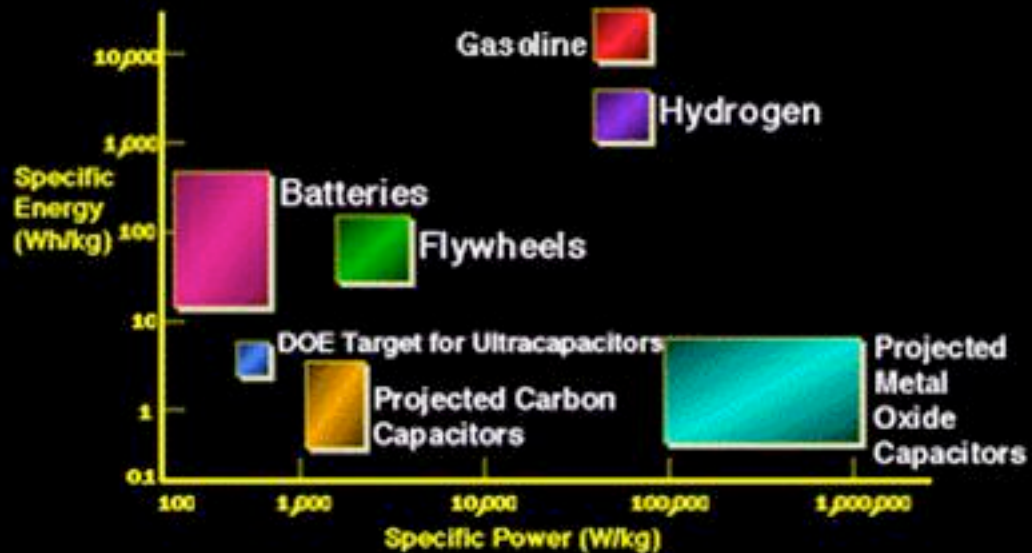 Gasoline
10,000
Hydrogen
1,000
Specific
Energy
(Wh/kg)
Batteries
100
Flywheels
10
DOE Target for Ultracapacitors
Projected
Metal
Oxide
Capacitors
1
Projected Carbon
Capacitors
0.1
100
1,000
10,000
100,000
1,000,000
Specific Power (W/kg)